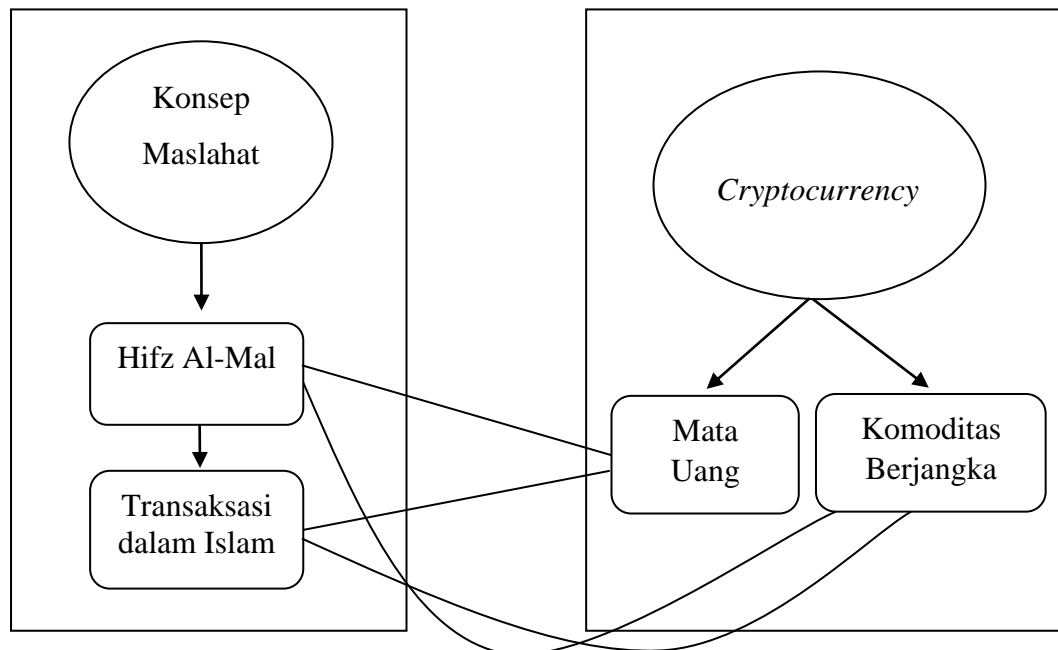 Konsep
Maslahat
Hifz Al-Mal
Transaksasi
dalam Islam
Cryptocurrency
Mata
Uang
Komoditas
Berjangka